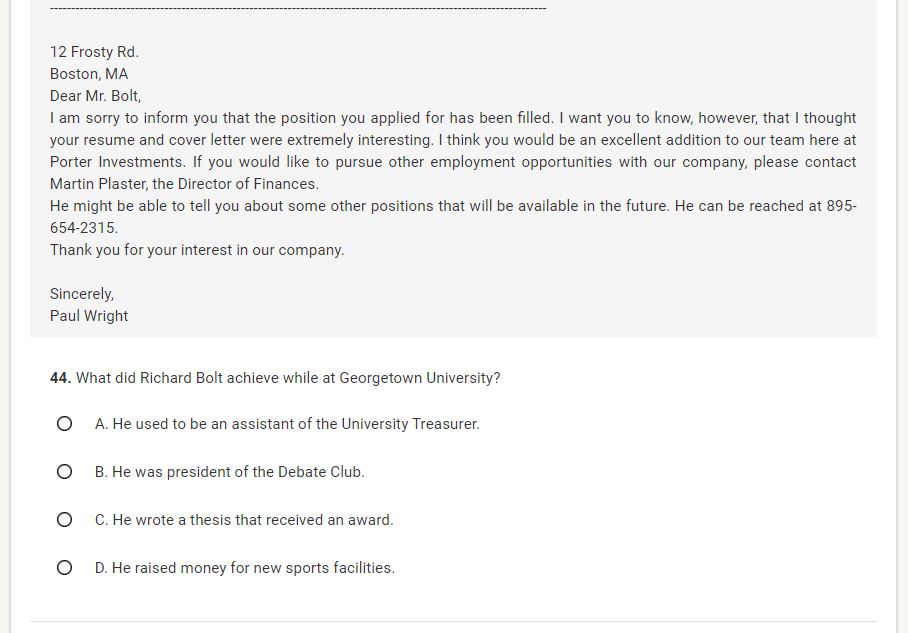 12 Frosty Rd.
Boston, MA
Dear Mr. Bolt,
I am sorry to inform you that the position you applied for has been filled. I want you to know, however, that I thought
your resume and cover letter were extremely interesting. I think you would be an excellent addition to our team here at
Porter Investments. If you would like to pursue other employment opportunities with our company, please contact
Martin Plaster, the Director of Finances.
He might be able to tell you about some other positions that will be available in the future. He can be reached at 895-
654-2315.
Thank you for your interest in our company.
Sincerely,
Paul Wright
44. What did Richard Bolt achieve while at Georgetown University?
A. He used to be an assistant of the University Treasurer.
B. He was president of the Debate Club.
C. He wrote a thesis that received an award.
D. He raised money for new sports facilities.